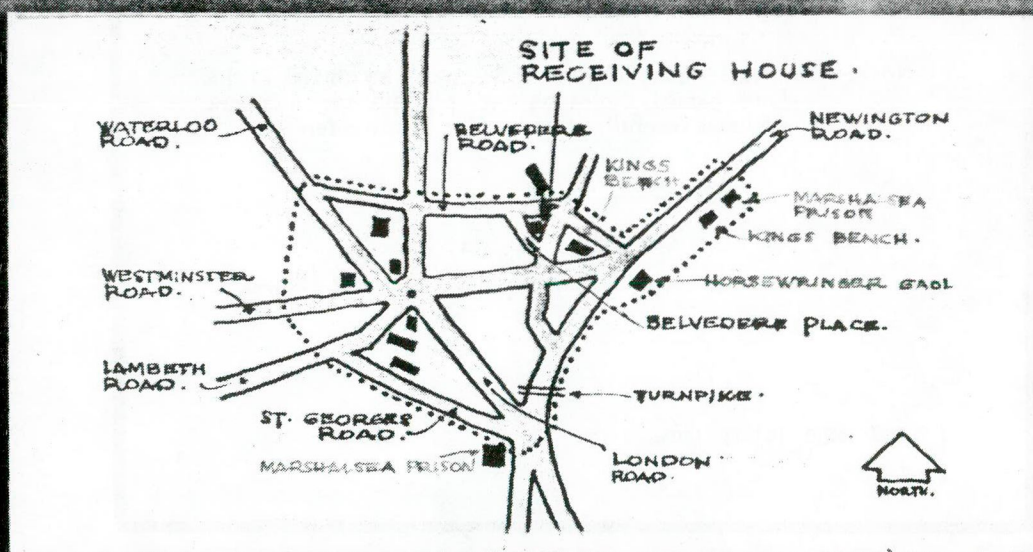 SITE OF
RECEIVING HOUSE.
WATERLOO
ROAD.
BELVEDERE
ROAD.
KINGS
BENCH
NEWINGTON
ROAD.
MARSHALSEA
PRISON
KINGS BENCH.
WESTMINSTER
ROAD.
HORSEWRINGER GAOL
BELVEDERE PLACE.
LAMBETH
ROAD.
TURNPIKE.
ST. GEORGES
ROAD.
MARSHALSEA PRISON
LONDON
ROAD.
NORTH.